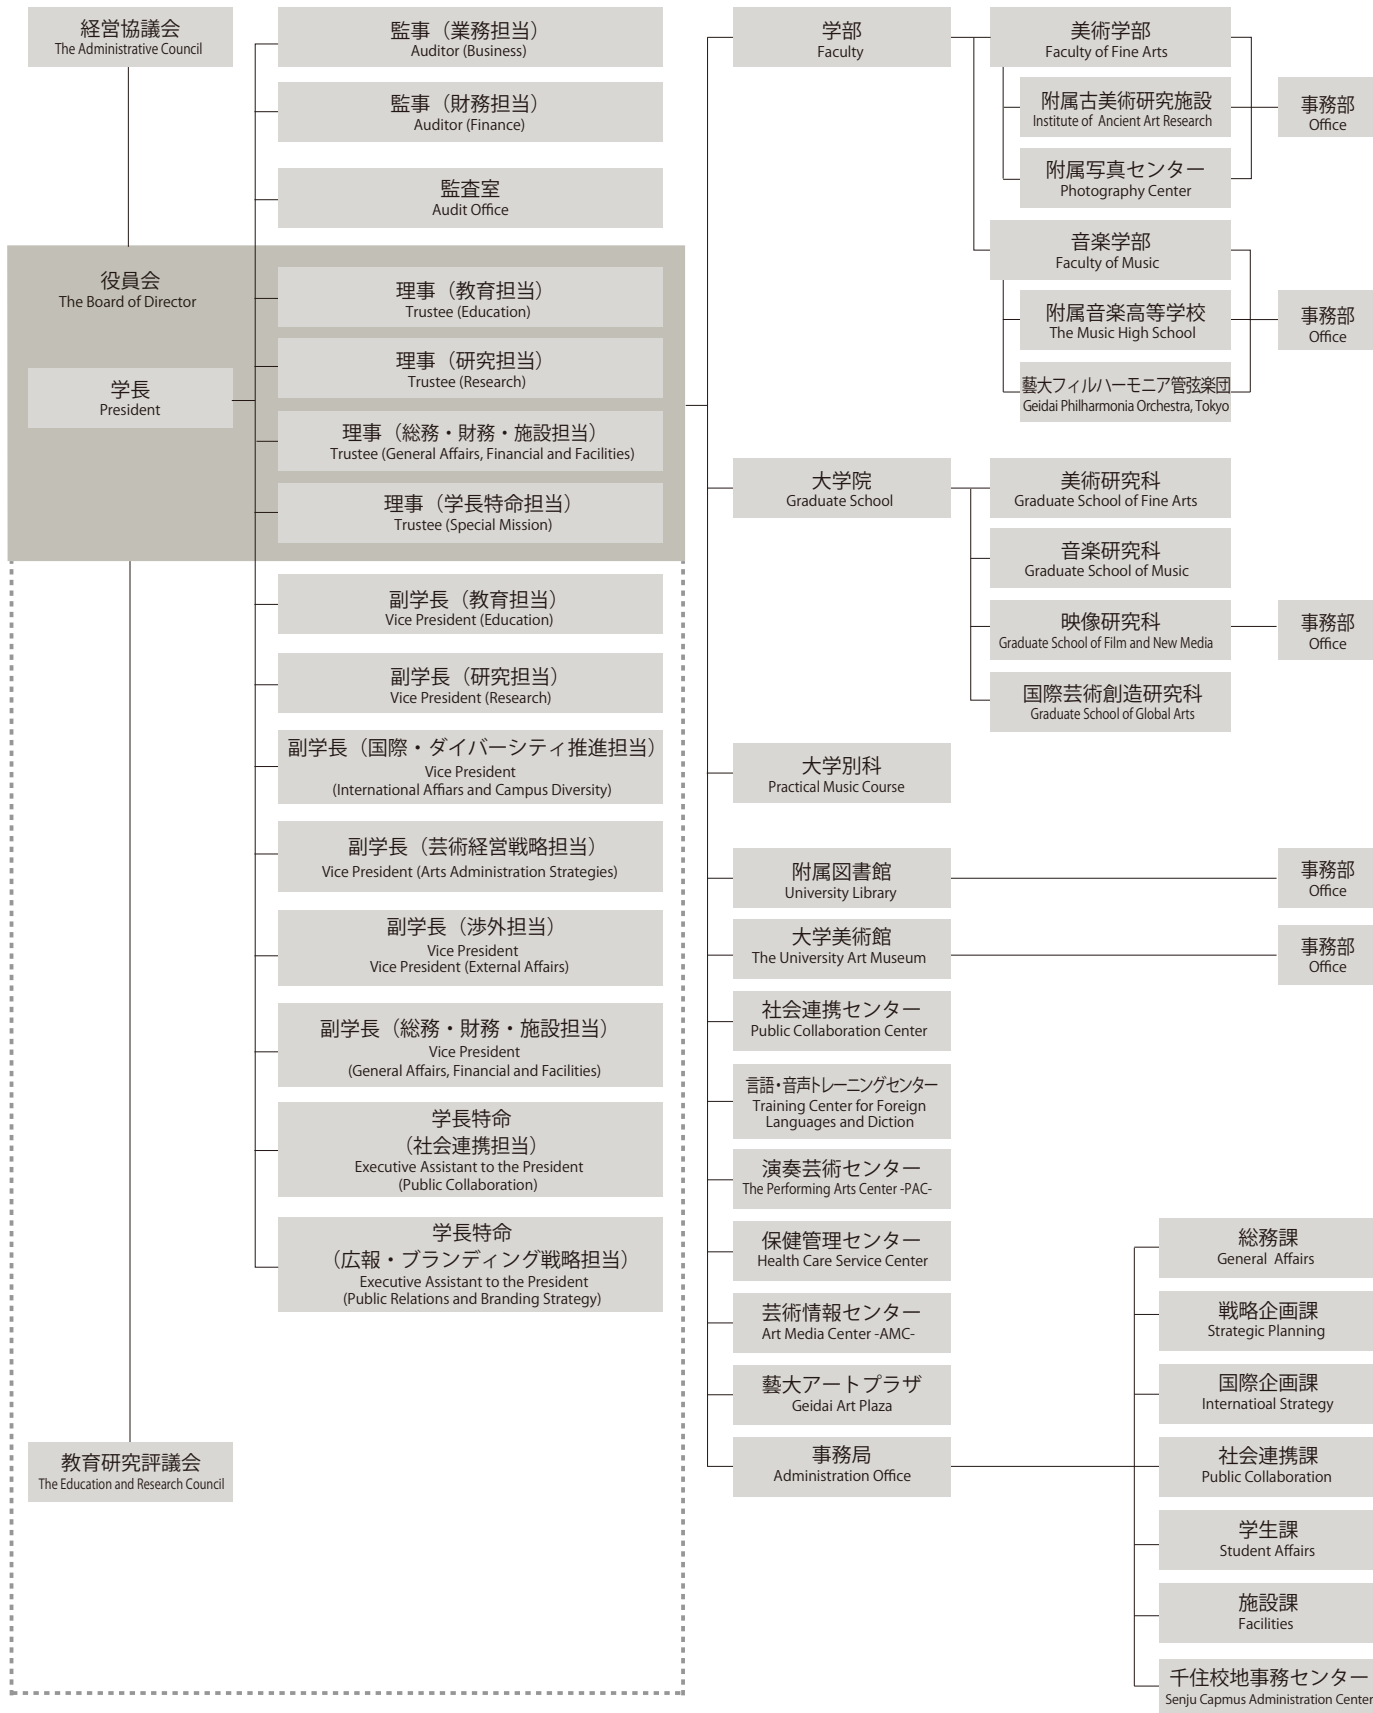 経営協議会
The Administrative Council
役員会
The Board of Director
学長
President
教育研究評議会
The Education and Research Council
監事（業務担当）
Auditor (Business)
監事（財務担当）
Auditor (Finance)
監査室
Audit Office
理事（教育担当）
Trustee (Education)
理事（研究担当）
Trustee (Research)
理事（総務・財務・施設担当）
Trustee (General Affairs, Financial and Facilities)
理事（学長特命担当）
Trustee (Special Mission)
副学長（教育担当）
Vice President (Education)
副学長（研究担当）
Vice President (Research)
副学長（国際・ダイバーシティ推進担当）
Vice President
(International Affiars and Campus Diversity)
副学長（芸術経営戦略担当）
Vice President (Arts Administration Strategies)
副学長（渉外担当）
Vice President
Vice President (External Affairs)
副学長（総務・財務・施設担当）
Vice President
(General Affairs, Financial and Facilities)
学長特命
（社会連携担当）
Executive Assistant to the President
(Public Collaboration)
学長特命
（広報・ブランディング戦略担当）
Executive Assistant to the President
(Public Relations and Branding Strategy)
学部
Faculty
美術学部
Faculty of Fine Arts
附属古美術研究施設
Institute of Ancient Art Research
附属写真センター
Photography Center
事務部
Office
音楽学部
Faculty of Music
附属音楽高等学校
The Music High School
藝大フィルハーモニア管弦楽団
Geidai Philharmonia Orchestra, Tokyo
事務部
Office
大学院
Graduate School
美術研究科
Graduate School of Fine Arts
音楽研究科
Graduate School of Music
映像研究科
Graduate School of Film and New Media
事務部
Office
国際芸術創造研究科
Graduate School of Global Arts
大学別科
Practical Music Course
附属図書館
University Library
事務部
Office
大学美術館
The University Art Museum
事務部
Office
社会連携センター
Public Collaboration Center
言語・音声トレーニングセンター
Training Center for Foreign
Languages and Diction
演奏芸術センター
The Performing Arts Center -PAC-
保健管理センター
Health Care Service Center
芸術情報センター
Art Media Center -AMC-
藝大アートプラザ
Geidai Art Plaza
事務局
Administration Office
総務課
General Affairs
戦略企画課
Strategic Planning
国際企画課
Internatioal Strategy
社会連携課
Public Collaboration
学生課
Student Affairs
施設課
Facilities
千住校地事務センター
Senju Capmus Administration Center